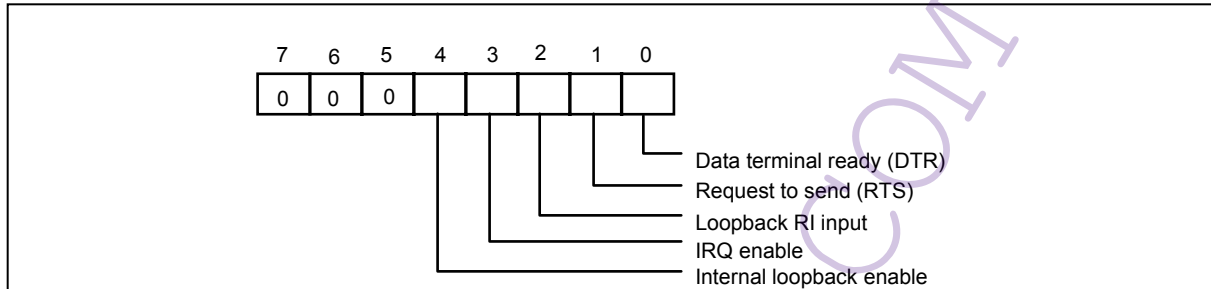 7 6 5 4 3 2 1 0
0 0 0
Data terminal ready (DTR)
Request to send (RTS)
Loopback RI input
IRQ enable
Internal loopback enable
COM